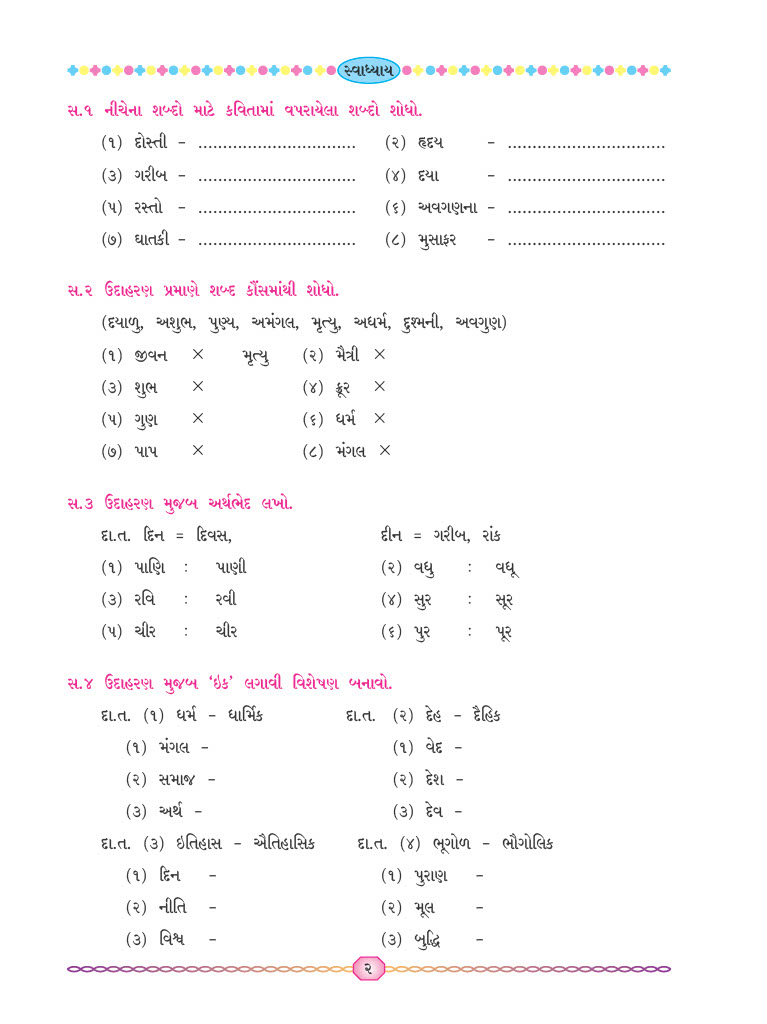 સ્વાધ્યાય
સ.૧ નીચેના શબ્દો માટે કવિતામાં વપરાયેલા શબ્દો શોધો.
(૧) દોસ્તી – ................................ (૨) હૃદય – ................................
(૩) ગરીબ – ................................ (૪) દયા – ................................
(૫) રસ્તો – ................................ (૬) અવગણના – ................................
(૭) ઘાતકી – ................................ (૮) મુસાફર – ................................
સ.૨ ઉદાહરણ પ્રમાણે શબ્દ કૌંસમાંથી શોધો.
(દયાળુ, અશુભ, પુણ્ય, અમંગલ, મૃત્યુ, અધર્મ, દુશ્મની, અવગુણ)
(૧) જીવન × મૃત્યુ (૨) મૈત્રી ×
(૩) શુભ × (૪) ક્રૂર ×
(૫) ગુણ × (૬) ધર્મ ×
(૭) પાપ × (૮) મંગલ ×
સ.૩ ઉદાહરણ મુજબ અર્થભેદ લખો.
દા.ત. દિન = દિવસ, દીન = ગરીબ, રાંક
(૧) પાણિ : પાણી (૨) વધુ : વધૂ
(૩) રવિ : રવી (૪) સુર : સૂર
(૫) ચીર : ચીર (૬) પુર : પૂર
સ.૪ ઉદાહરણ મુજબ ‘ઇક’ લગાવી વિશેષણ બનાવો.
દા.ત. (૧) ધર્મ – ધાર્મિક દા.ત. (૨) દેહ – દૈહિક
(૧) મંગલ – (૧) વેદ –
(૨) સમાજ – (૨) દેશ –
(૩) અર્થ – (૩) દેવ –
દા.ત. (૩) ઇતિહાસ – ઐતિહાસિક દા.ત. (૪) ભૂગોળ – ભૌગોલિક
(૧) દિન – (૧) પુરાણ –
(૨) નીતિ – (૨) મૂલ –
(૩) વિશ્વ – (૩) બુદ્ધિ –
૨